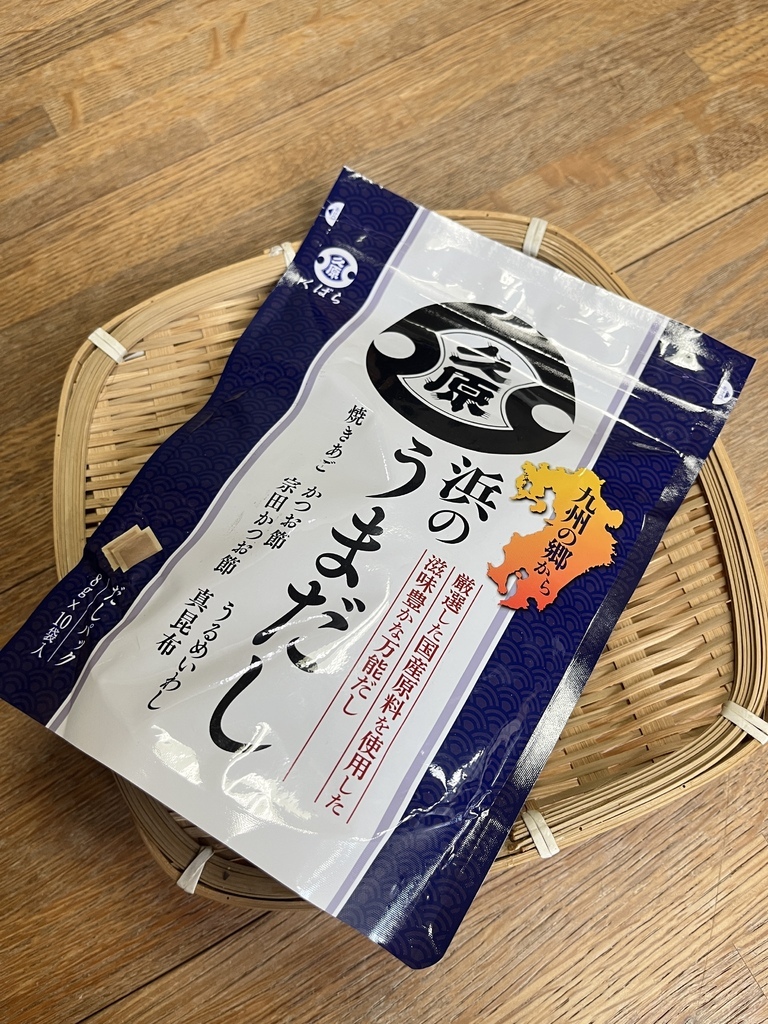 久原
くばら
久原
九州の郷から
浜の
うまだし
厳選した国産原料を使用した
滋味豊かな万能だし
焼きあご
かつお節
宗田かつお節
うるめいわし
真昆布
だしパック
8g×10袋入